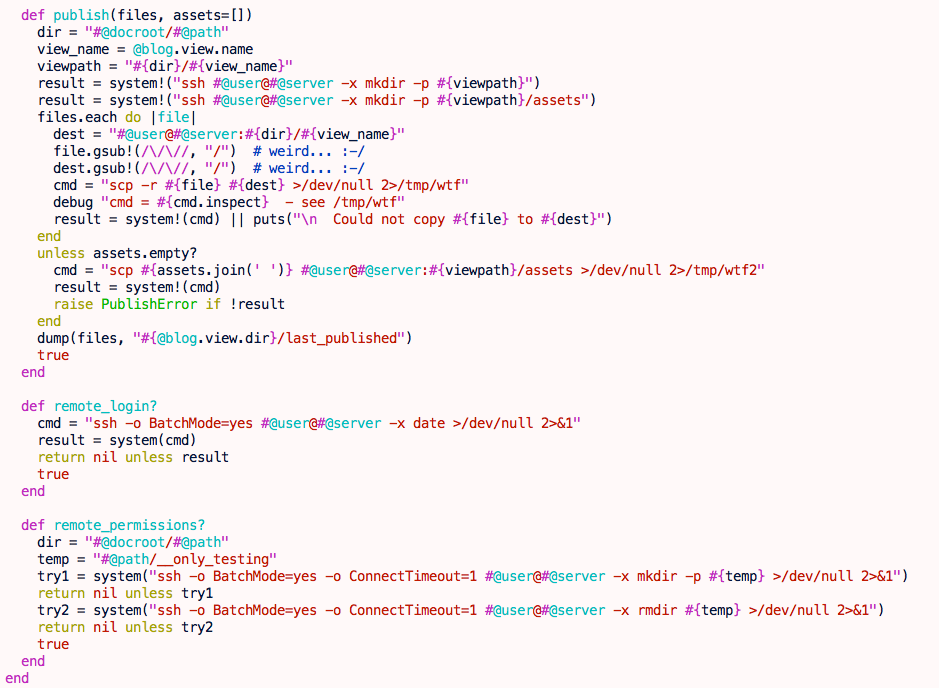 def publish(files, assets=[])
    dir = "#@docroot/#@path"
    view_name = @blog.view.name
    viewpath = "#{dir}/#{view_name}"
    result = system!("ssh #@user@#@server -x mkdir -p #{viewpath}")
    result = system!("ssh #@user@#@server -x mkdir -p #{viewpath}/assets")
    files.each do |file|
      dest = "#@user@#@server:#{dir}/#{view_name}"
      file.gsub!(/\/\//, "/")  # weird... :-/
      dest.gsub!(/\/\//, "/")  # weird... :-/
      cmd = "scp -r #{file} #{dest} >/dev/null 2>/tmp/wtf"
      debug "cmd = #{cmd.inspect}  - see /tmp/wtf"
      result = system!(cmd) || puts("\n  Could not copy #{file} to #{dest}")
    end
    unless assets.empty?
      cmd = "scp #{assets.join(' ')} #@user@#@server:#{viewpath}/assets >/dev/null 2>/tmp/wtf2"
      result = system!(cmd)
      raise PublishError if !result
    end
    dump(files, "#{@blog.view.dir}/last_published")
    true
  end

  def remote_login?
    cmd = "ssh -o BatchMode=yes #@user@#@server -x date >/dev/null 2>&1"
    result = system(cmd)
    return nil unless result
    true
  end

  def remote_permissions?
    dir = "#@docroot/#@path"
    temp = "#@path/__only_testing"
    try1 = system("ssh -o BatchMode=yes -o ConnectTimeout=1 #@user@#@server -x mkdir -p #{temp} >/dev/null 2>&1")
    return nil unless try1
    try2 = system("ssh -o BatchMode=yes -o ConnectTimeout=1 #@user@#@server -x rmdir #{temp} >/dev/null 2>&1")
    return nil unless try2
    true
  end
end